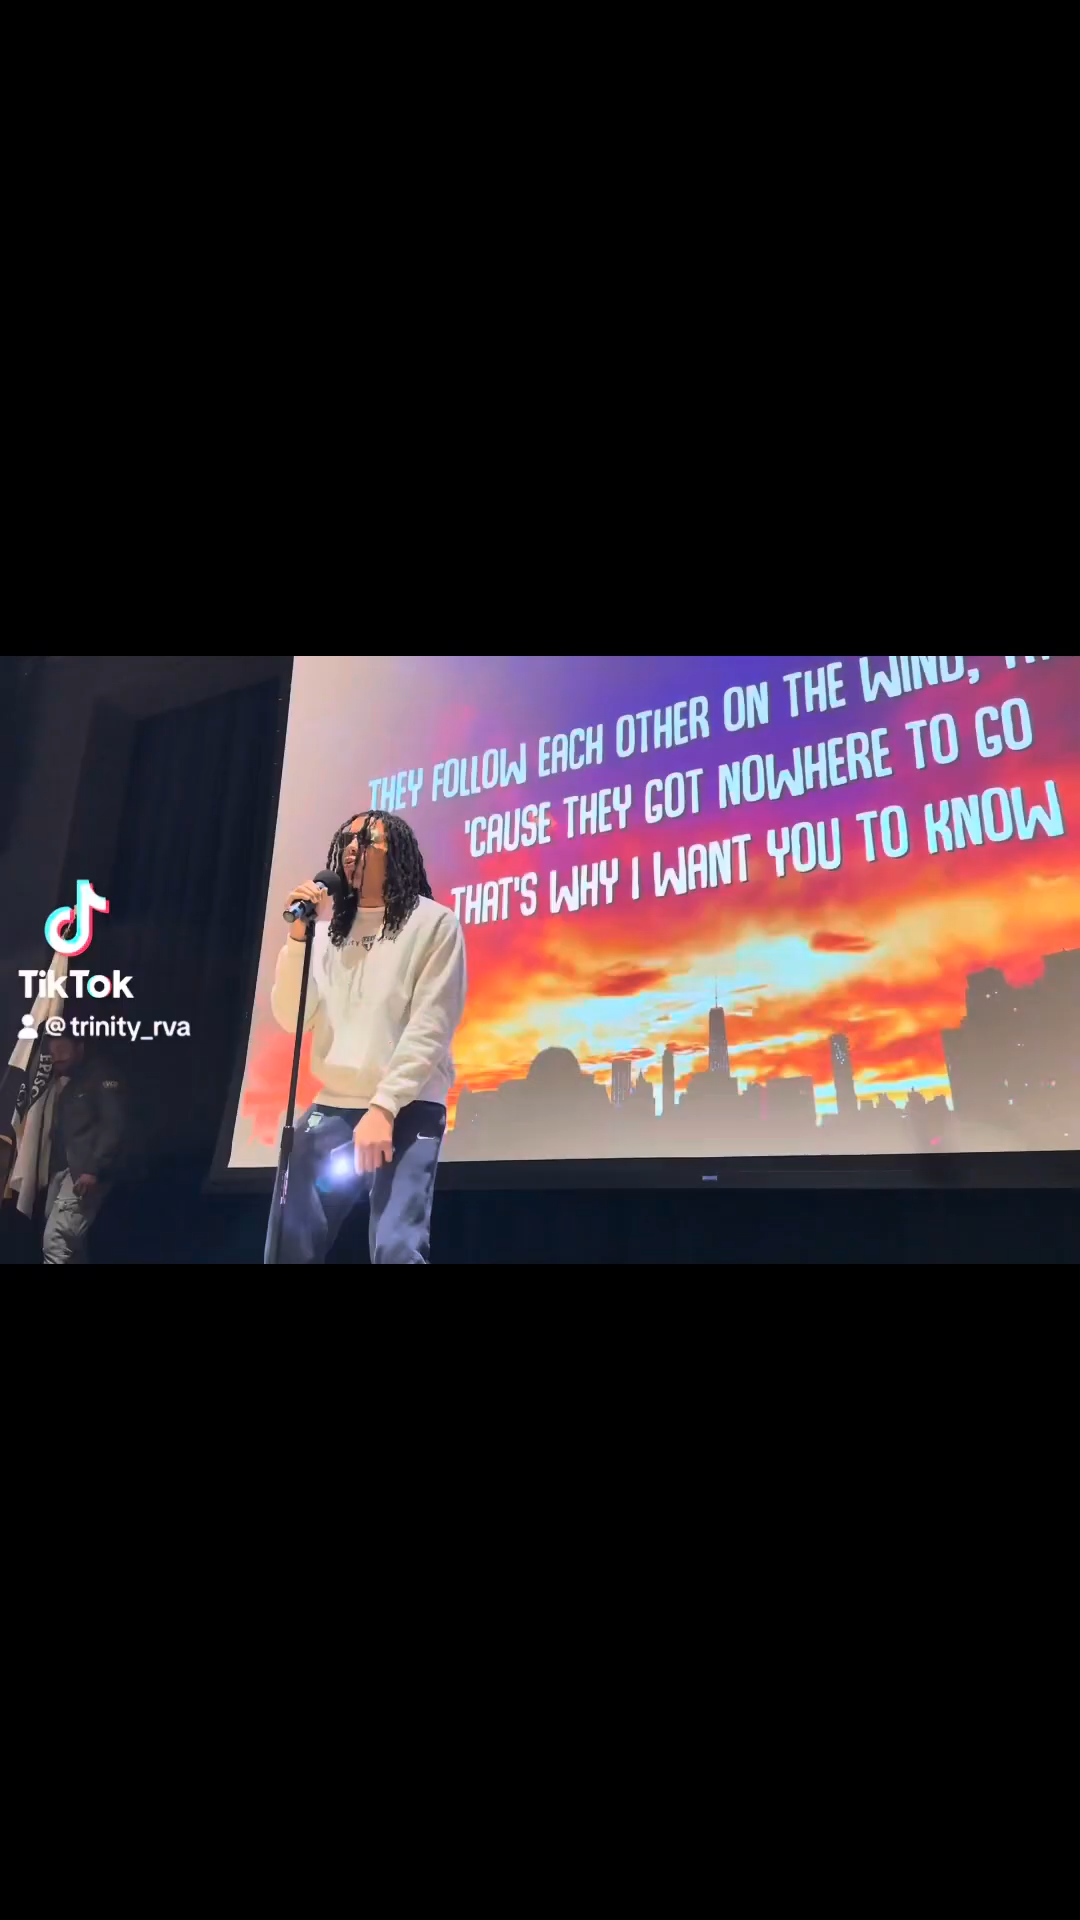 THEY FOLLOW EACH OTHER ON THE WIND,
'CAUSE THEY GOT NOWHERE TO GO
THAT'S WHY I WANT YOU TO KNOW
TikTok
@trinity_rva